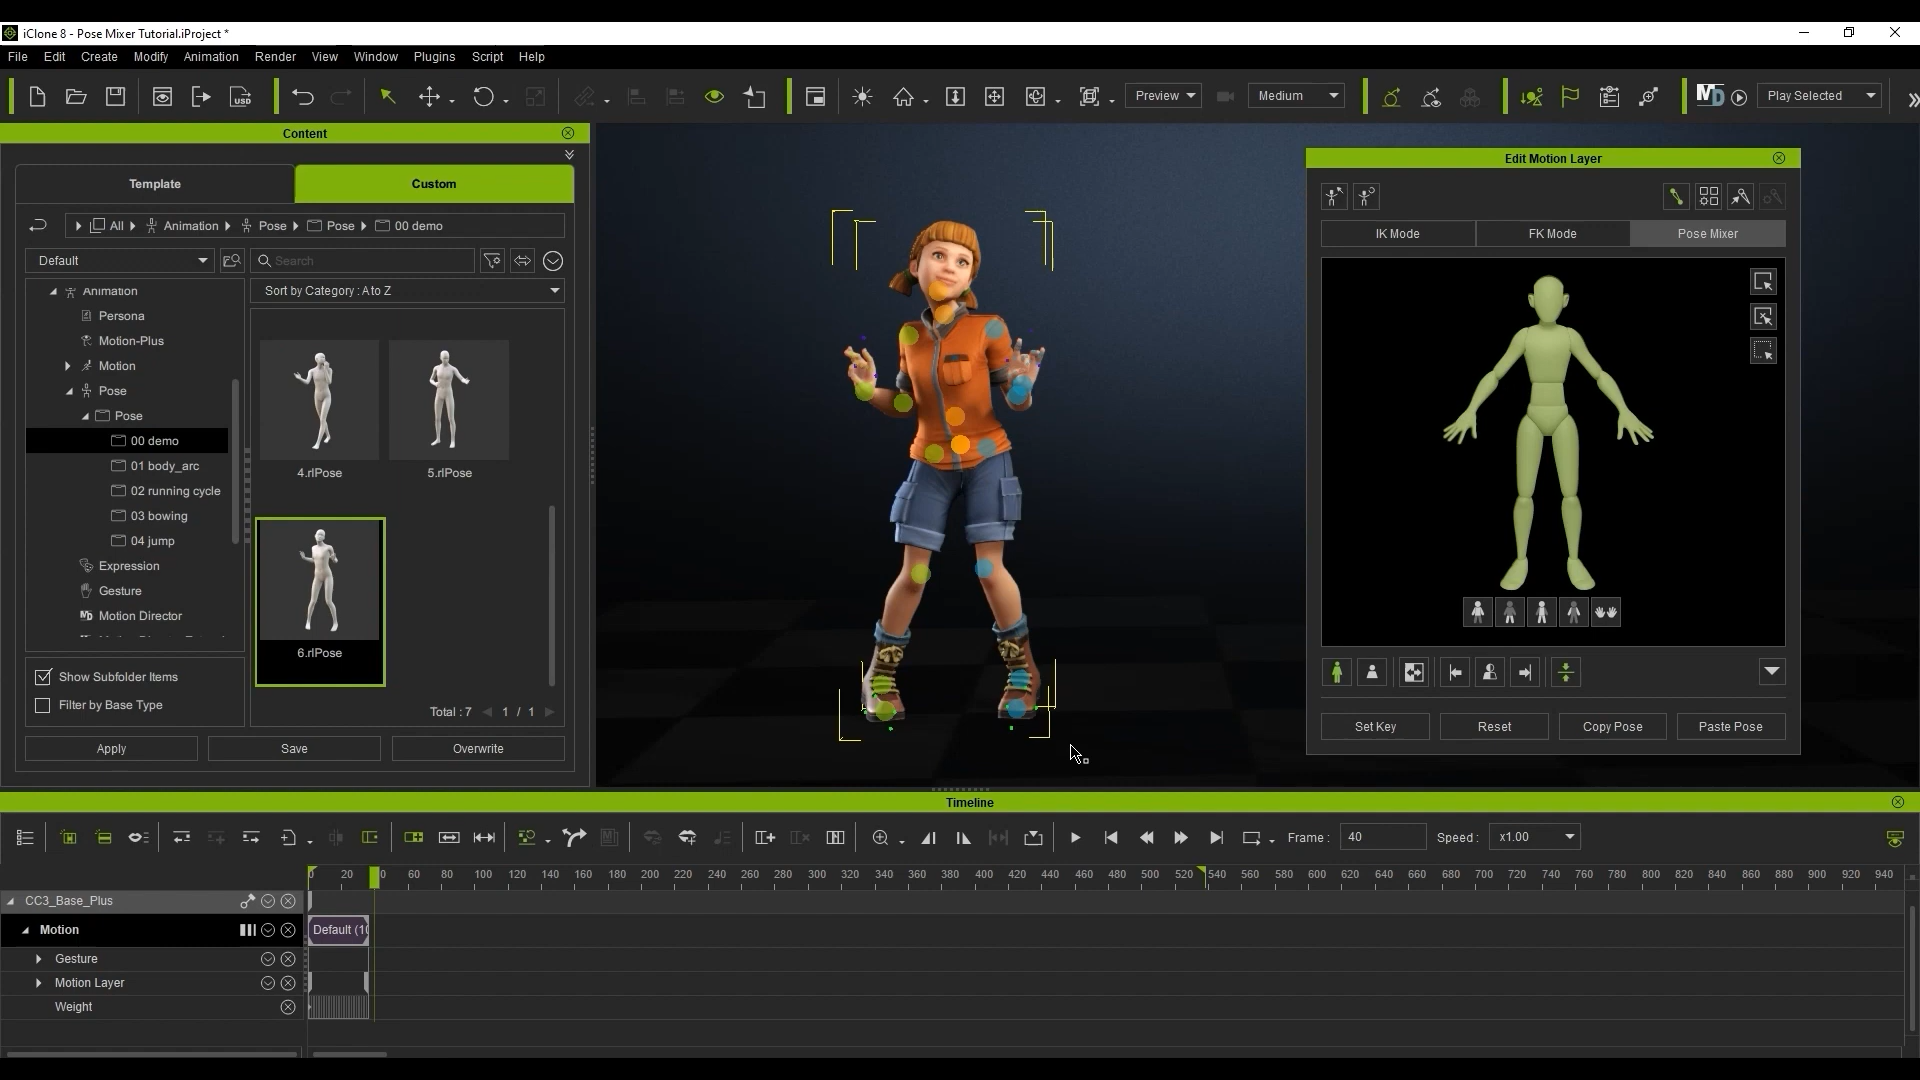 iClone 8 - Pose Mixer Tutorial.iProject *
File Edit Create Modify Animation Render View Window Plugins Script Help
USD
Preview
Medium
MD
Play Selected
Content
Template
Custom
All
Animation
Pose
Pose
00 demo
Default
Search
Sort by Category : A to Z
Animation
Persona
Motion-Plus
Motion
Pose
Pose
00 demo
01 body_arc
02 running cycle
03 bowing
04 jump
Expression
Gesture
Motion Director
4.rlPose
5.rlPose
6.rlPose
Show Subfolder Items
Filter by Base Type
Total : 7
1 / 1
Apply
Save
Overwrite
Edit Motion Layer
IK Mode
FK Mode
Pose Mixer
Set Key
Reset
Copy Pose
Paste Pose
Timeline
Frame : 40
Speed : x1.00
0 20 40 60 80 100 120 140 160 180 200 220 240 260 280 300 320 340 360 380 400 420 440 460 480 500 520 540 560 580 600 620 640 660 680 700 720 740 760 780 800 820 840 860 880 900 920 940
CC3_Base_Plus
Motion
Default (10
Gesture
Motion Layer
Weight